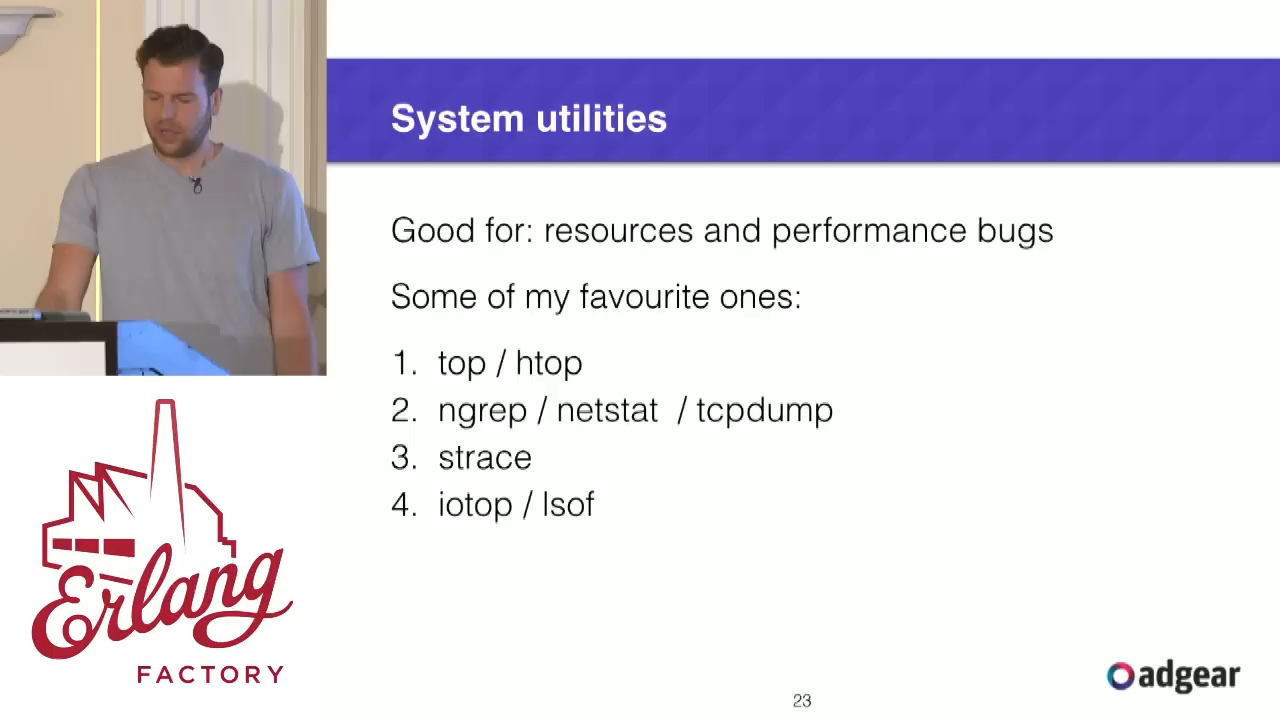 System utilities
Good for: resources and performance bugs
Some of my favourite ones:
1. top / htop
2. ngrep / netstat / tcpdump
3. strace
4. iotop / lsof
Erlang
FACTORY
adgear
23